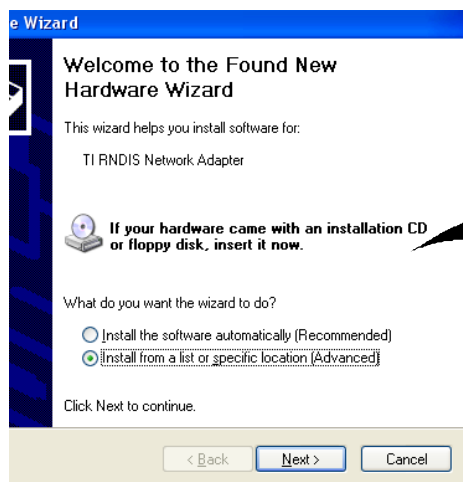 e Wizard
Welcome to the Found New
Hardware Wizard
This wizard helps you install software for:
TI RNDIS Network Adapter
If your hardware came with an installation CD
or floppy disk, insert it now.
What do you want the wizard to do?
Install the software automatically (Recommended)
Install from a list or specific location (Advanced)
Click Next to continue.
< Back
Next >
Cancel